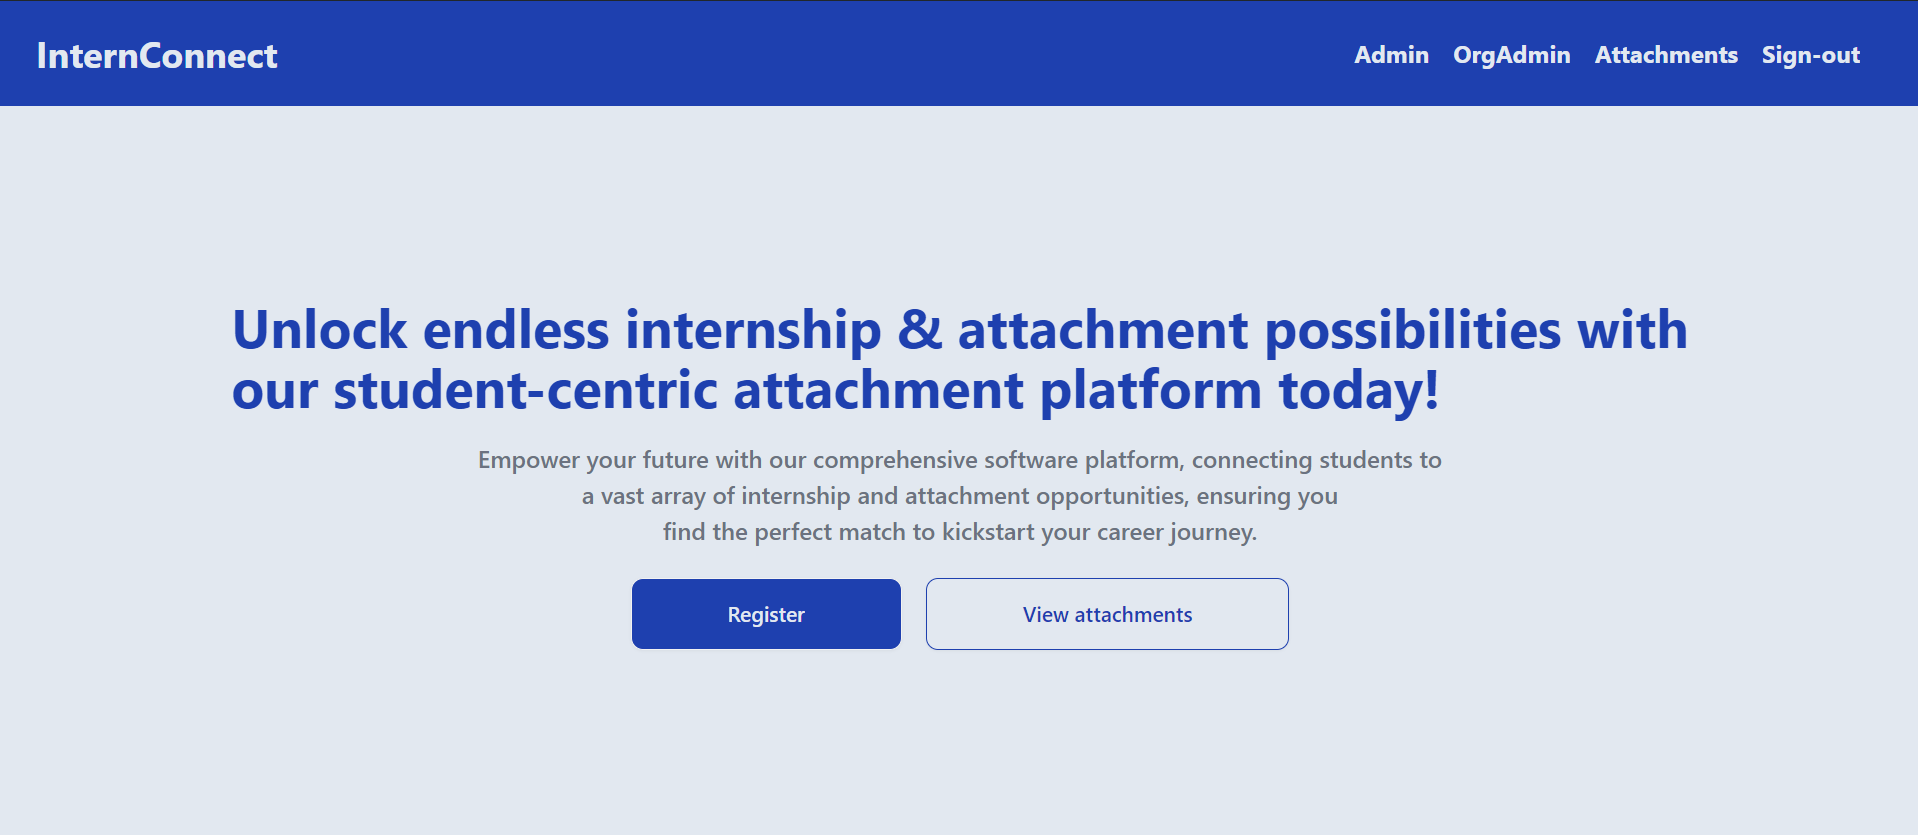 InternConnect
Admin OrgAdmin Attachments Sign-out
Unlock endless internship & attachment possibilities with
our student-centric attachment platform today!
Empower your future with our comprehensive software platform, connecting students to
a vast array of internship and attachment opportunities, ensuring you
find the perfect match to kickstart your career journey.
Register
View attachments